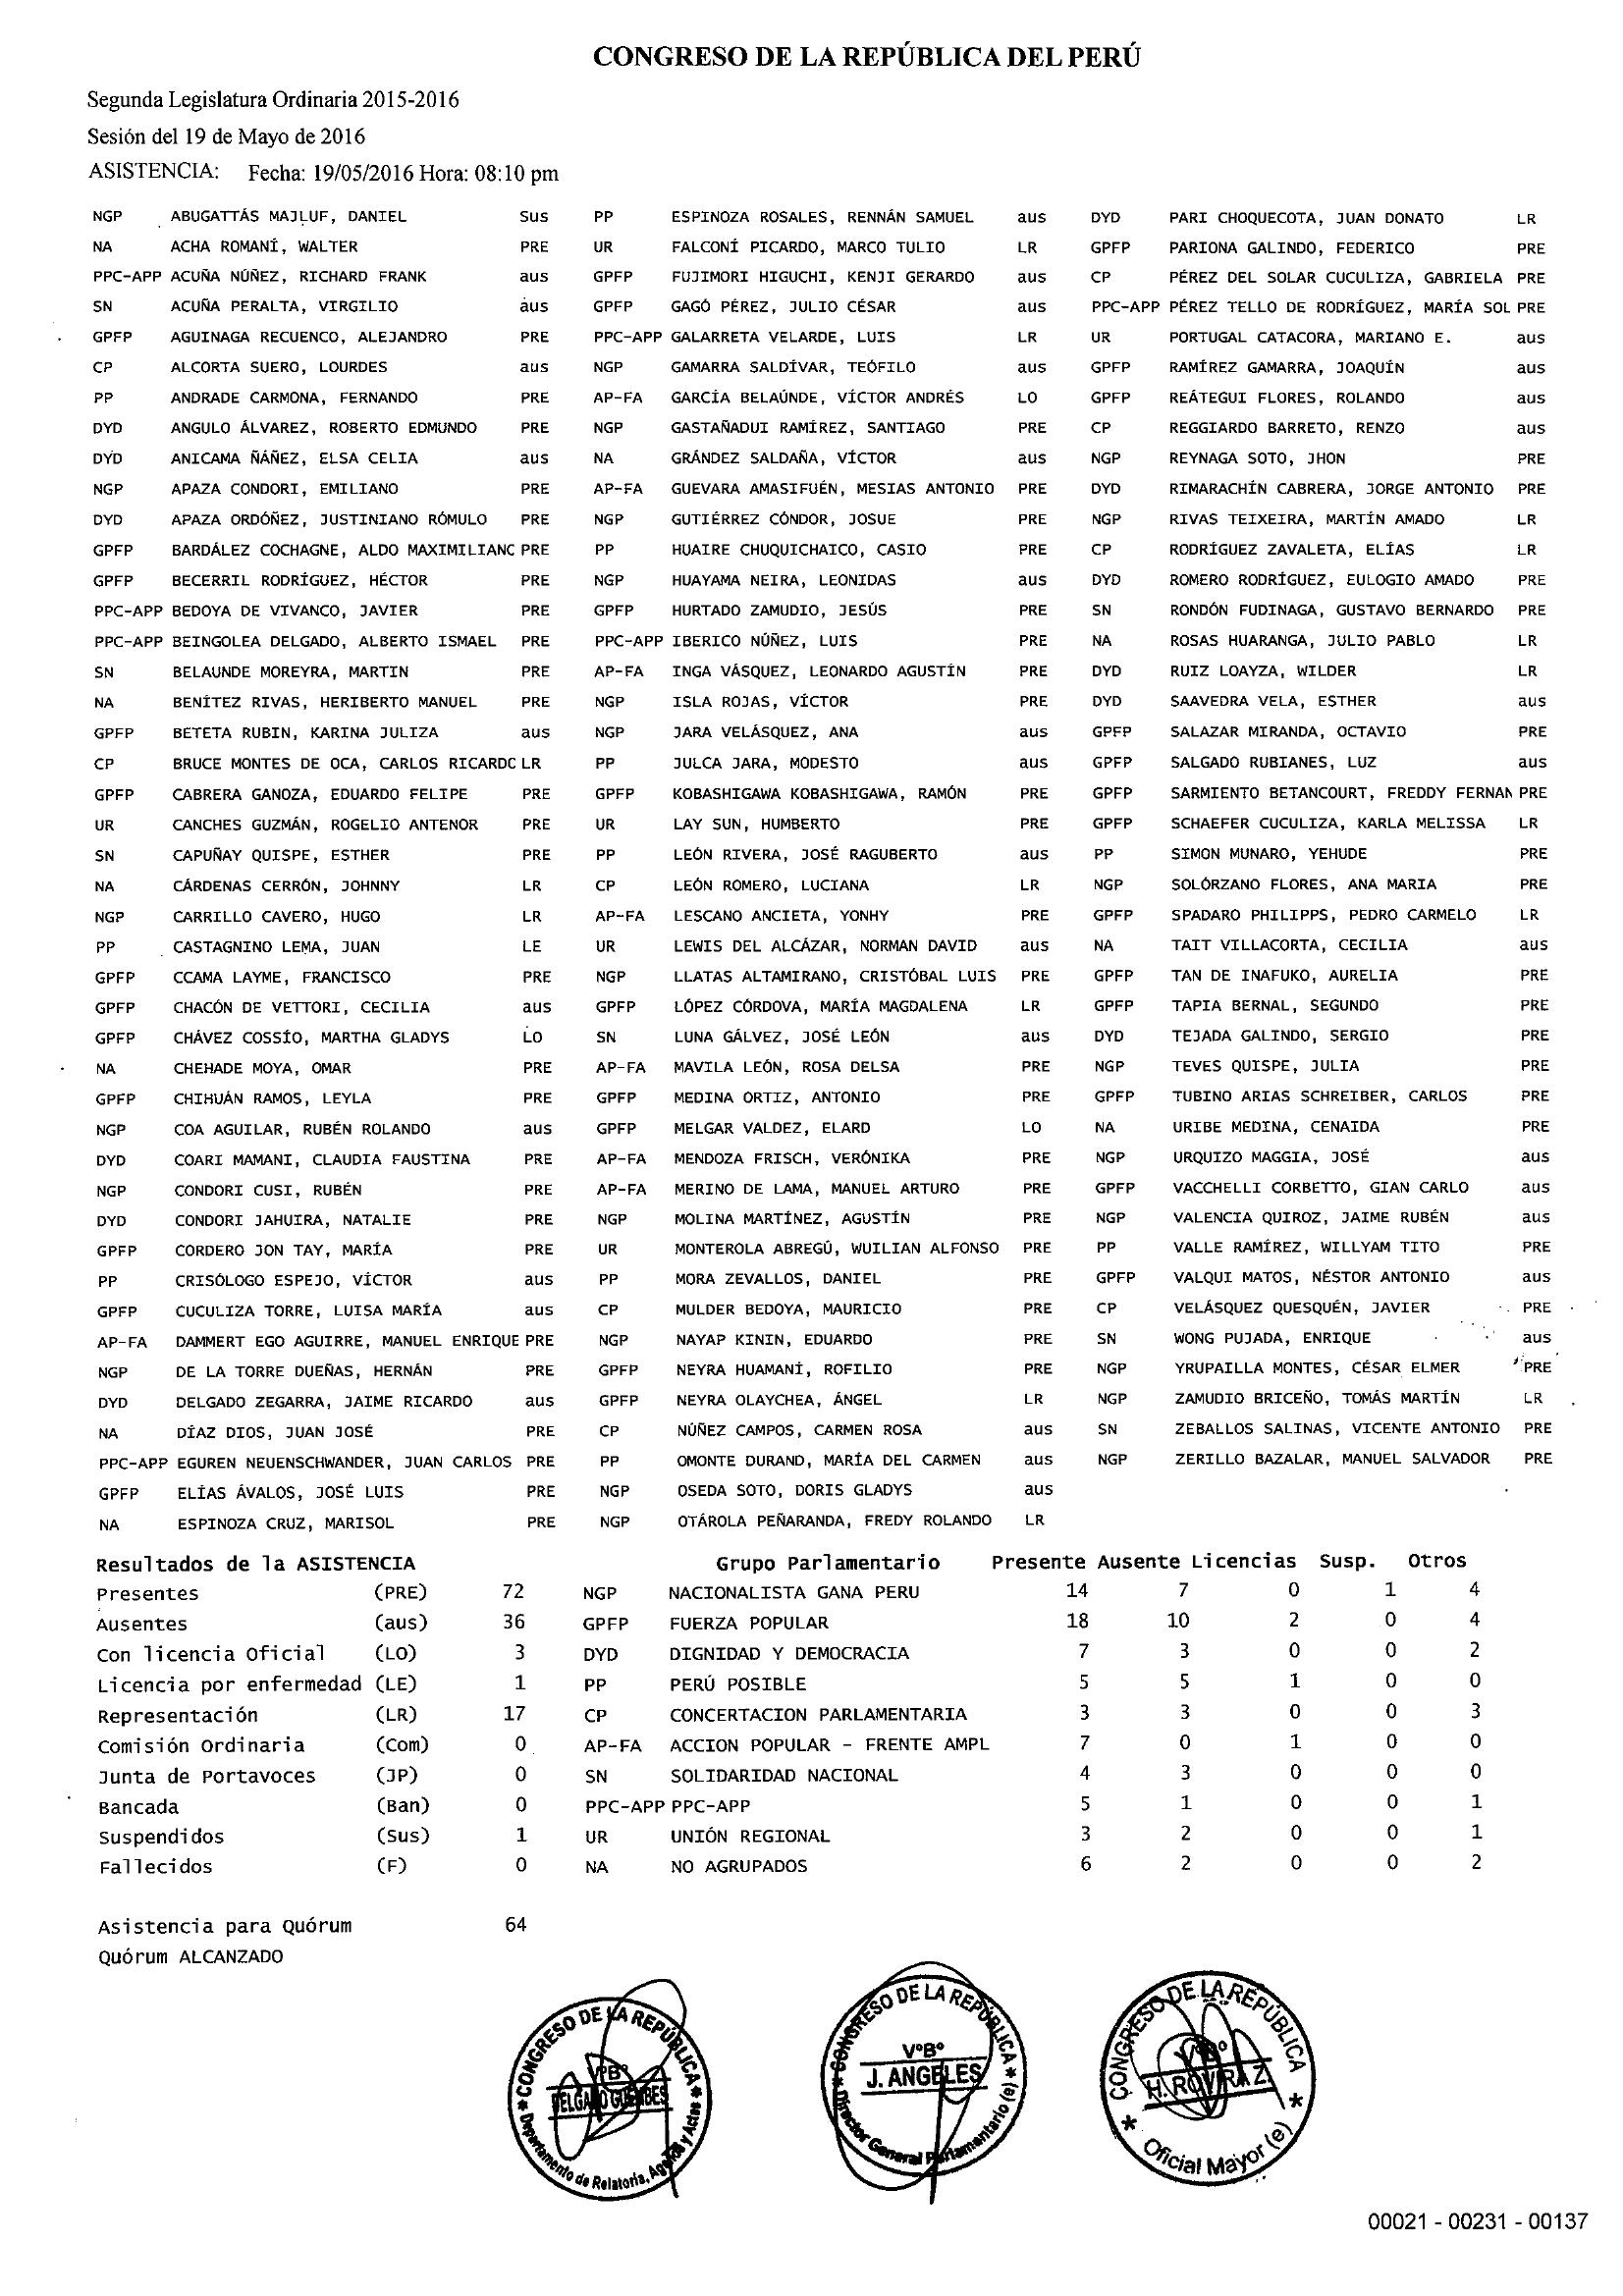 CONGRESO DE LA REPÚBLICA DEL PERÚ
Segunda Legislatura Ordinaria 2015-2016
Sesión del 19 de Mayo de 2016
ASISTENCIA: Fecha: 19/05/2016 Hora: 08:10 pm
NGP ABUGATTÁS MAJLUF, DANIEL Sus PP ESPINOZA ROSALES, RENNÁN SAMUEL aus DYD PARI CHOQUECOTA, JUAN DONATO LR
NA ACHA ROMANÍ, WALTER PRE UR FALCONÍ PICARDO, MARCO TULIO LR GPFP PARIONA GALINDO, FEDERICO PRE
PPC-APP ACUÑA NÚÑEZ, RICHARD FRANK aus GPFP FUJIMORI HIGUCHI, KENJI GERARDO aus CP PÉREZ DEL SOLAR CUCULIZA, GABRIELA PRE
SN ACUÑA PERALTA, VIRGILIO aus GPFP GAGÓ PÉREZ, JULIO CÉSAR aus PPC-APP PÉREZ TELLO DE RODRÍGUEZ, MARÍA SOL PRE
GPFP AGUINAGA RECUENCO, ALEJANDRO PRE PPC-APP GALARRETA VELARDE, LUIS LR UR PORTUGAL CATACORA, MARIANO E. aus
CP ALCORTA SUERO, LOURDES aus NGP GAMARRA SALDÍVAR, TEÓFILO aus GPFP RAMÍREZ GAMARRA, JOAQUÍN aus
PP ANDRADE CARMONA, FERNANDO PRE AP-FA GARCÍA BELAÚNDE, VÍCTOR ANDRÉS LO GPFP REÁTEGUI FLORES, ROLANDO aus
DYD ANGULO ÁLVAREZ, ROBERTO EDMUNDO PRE NGP GASTAÑADUI RAMÍREZ, SANTIAGO PRE CP REGGIARDO BARRETO, RENZO aus
DYD ANICAMA ÑÁÑEZ, ELSA CELIA aus NA GRÁNDEZ SALDAÑA, VÍCTOR aus NGP REYNAGA SOTO, JHON PRE
NGP APAZA CONDORI, EMILIANO PRE AP-FA GUEVARA AMASIFUÉN, MESIAS ANTONIO PRE DYD RIMARACHÍN CABRERA, JORGE ANTONIO PRE
DYD APAZA ORDÓÑEZ, JUSTINIANO RÓMULO PRE NGP GUTIÉRREZ CÓNDOR, JOSUE PRE NGP RIVAS TEIXEIRA, MARTÍN AMADO LR
GPFP BARDÁLEZ COCHAGNE, ALDO MAXIMILIANC PRE PP HUAIRE CHUQUICHAICO, CASIO PRE CP RODRÍGUEZ ZAVALETA, ELÍAS LR
GPFP BECERRIL RODRÍGUEZ, HÉCTOR PRE NGP HUAYAMA NEIRA, LEONIDAS aus DYD ROMERO RODRÍGUEZ, EULOGIO AMADO PRE
PPC-APP BEDOYA DE VIVANCO, JAVIER PRE GPFP HURTADO ZAMUDIO, JESÚS PRE SN RONDÓN FUDINAGA, GUSTAVO BERNARDO PRE
PPC-APP BEINGOLEA DELGADO, ALBERTO ISMAEL PRE PPC-APP IBERICO NÚÑEZ, LUIS PRE NA ROSAS HUARANGA, JULIO PABLO LR
SN BELAUNDE MOREYRA, MARTIN PRE AP-FA INGA VÁSQUEZ, LEONARDO AGUSTÍN PRE DYD RUIZ LOAYZA, WILDER LR
NA BENÍTEZ RIVAS, HERIBERTO MANUEL PRE NGP ISLA ROJAS, VÍCTOR PRE DYD SAAVEDRA VELA, ESTHER aus
GPFP BETETA RUBIN, KARINA JULIZA aus NGP JARA VELÁSQUEZ, ANA aus GPFP SALAZAR MIRANDA, OCTAVIO PRE
CP BRUCE MONTES DE OCA, CARLOS RICARDC LR PP JULCA JARA, MODESTO aus GPFP SALGADO RUBIANES, LUZ aus
GPFP CABRERA GANOZA, EDUARDO FELIPE PRE GPFP KOBASHIGAWA KOBASHIGAWA, RAMÓN PRE GPFP SARMIENTO BETANCOURT, FREDDY FERNAN PRE
UR CANCHES GUZMÁN, ROGELIO ANTENOR PRE UR LAY SUN, HUMBERTO PRE GPFP SCHAEFER CUCULIZA, KARLA MELISSA LR
SN CAPUÑAY QUISPE, ESTHER PRE PP LEÓN RIVERA, JOSÉ RAGUBERTO aus PP SIMON MUNARO, YEHUDE PRE
NA CÁRDENAS CERRÓN, JOHNNY LR CP LEÓN ROMERO, LUCIANA LR NGP SOLÓRZANO FLORES, ANA MARIA PRE
NGP CARRILLO CAVERO, HUGO LR AP-FA LESCANO ANCIETA, YONHY PRE GPFP SPADARO PHILIPPS, PEDRO CARMELO LR
PP CASTAGNINO LEMA, JUAN LE UR LEWIS DEL ALCÁZAR, NORMAN DAVID aus NA TAIT VILLACORTA, CECILIA aus
GPFP CCAMA LAYME, FRANCISCO PRE NGP LLATAS ALTAMIRANO, CRISTÓBAL LUIS PRE GPFP TAN DE INAFUKO, AURELIA PRE
GPFP CHACÓN DE VETTORI, CECILIA aus GPFP LÓPEZ CÓRDOVA, MARÍA MAGDALENA LR GPFP TAPIA BERNAL, SEGUNDO PRE
GPFP CHÁVEZ COSSÍO, MARTHA GLADYS LO SN LUNA GÁLVEZ, JOSÉ LEÓN aus DYD TEJADA GALINDO, SERGIO PRE
NA CHEHADE MOYA, OMAR PRE AP-FA MAVILA LEÓN, ROSA DELSA PRE NGP TEVES QUISPE, JULIA PRE
GPFP CHIHUÁN RAMOS, LEYLA PRE GPFP MEDINA ORTIZ, ANTONIO PRE GPFP TUBINO ARIAS SCHREIBER, CARLOS PRE
NGP COA AGUILAR, RUBÉN ROLANDO aus GPFP MELGAR VALDEZ, ELARD LO NA URIBE MEDINA, CENAIDA PRE
DYD COARI MAMANI, CLAUDIA FAUSTINA PRE AP-FA MENDOZA FRISCH, VERÓNIKA PRE NGP URQUIZO MAGGIA, JOSÉ aus
NGP CONDORI CUSI, RUBÉN PRE AP-FA MERINO DE LAMA, MANUEL ARTURO PRE GPFP VACCHELLI CORBETTO, GIAN CARLO aus
DYD CONDORI JAHUIRA, NATALIE PRE NGP MOLINA MARTÍNEZ, AGUSTÍN PRE NGP VALENCIA QUIROZ, JAIME RUBÉN aus
GPFP CORDERO JON TAY, MARÍA PRE UR MONTEROLA ABREGÚ, WUILIAN ALFONSO PRE PP VALLE RAMÍREZ, WILLYAM TITO PRE
PP CRISÓLOGO ESPEJO, VÍCTOR aus PP MORA ZEVALLOS, DANIEL PRE GPFP VALQUI MATOS, NÉSTOR ANTONIO aus
GPFP CUCULIZA TORRE, LUISA MARÍA aus CP MULDER BEDOYA, MAURICIO PRE CP VELÁSQUEZ QUESQUÉN, JAVIER PRE
AP-FA DAMMERT EGO AGUIRRE, MANUEL ENRIQUE PRE NGP NAYAP KININ, EDUARDO PRE SN WONG PUJADA, ENRIQUE aus
NGP DE LA TORRE DUEÑAS, HERNÁN PRE GPFP NEYRA HUAMANÍ, ROFILIO PRE NGP YRUPAILLA MONTES, CÉSAR ELMER PRE
DYD DELGADO ZEGARRA, JAIME RICARDO aus GPFP NEYRA OLAYCHEA, ÁNGEL LR NGP ZAMUDIO BRICEÑO, TOMÁS MARTÍN LR
NA DÍAZ DIOS, JUAN JOSÉ PRE CP NÚÑEZ CAMPOS, CARMEN ROSA aus SN ZEBALLOS SALINAS, VICENTE ANTONIO PRE
PPC-APP EGUREN NEUENSCHWANDER, JUAN CARLOS PRE PP OMONTE DURAND, MARÍA DEL CARMEN aus NGP ZERILLO BAZALAR, MANUEL SALVADOR PRE
GPFP ELÍAS ÁVALOS, JOSÉ LUIS PRE NGP OSEDA SOTO, DORIS GLADYS aus
NA ESPINOZA CRUZ, MARISOL PRE NGP OTÁROLA PEÑARANDA, FREDY ROLANDO LR
Resultados de la ASISTENCIA Grupo Parlamentario Presente Ausente Licencias Susp. Otros
Presentes (PRE) 72 NGP NACIONALISTA GANA PERU 14 7 0 1 4
Ausentes (aus) 36 GPFP FUERZA POPULAR 18 10 2 0 4
Con licencia Oficial (LO) 3 DYD DIGNIDAD Y DEMOCRACIA 7 3 0 0 2
Licencia por enfermedad (LE) 1 PP PERÚ POSIBLE 5 5 1 0 0
Representación (LR) 17 CP CONCERTACION PARLAMENTARIA 3 3 0 0 3
Comisión Ordinaria (Com) 0 AP-FA ACCION POPULAR - FRENTE AMPL 7 0 1 0 0
Junta de Portavoces (JP) 0 SN SOLIDARIDAD NACIONAL 4 3 0 0 0
Bancada (Ban) 0 PPC-APP PPC-APP 5 1 0 0 1
Suspendidos (Sus) 1 UR UNIÓN REGIONAL 3 2 0 0 1
Fallecidos (F) 0 NA NO AGRUPADOS 6 2 0 0 2
Asistencia para Quórum 64
Quórum ALCANZADO
CONGRESO DE LA REPÚBLICA
VºBº
Departamento de Relatoría, Agenda y Actas
CONGRESO DE LA REPÚBLICA
VºBº
J. ANGELES
Director General Parlamentario (e)
CONGRESO DE LA REPÚBLICA
VºBº
H. ROVIRA Z.
Oficial Mayor (e)
00021 - 00231 - 00137